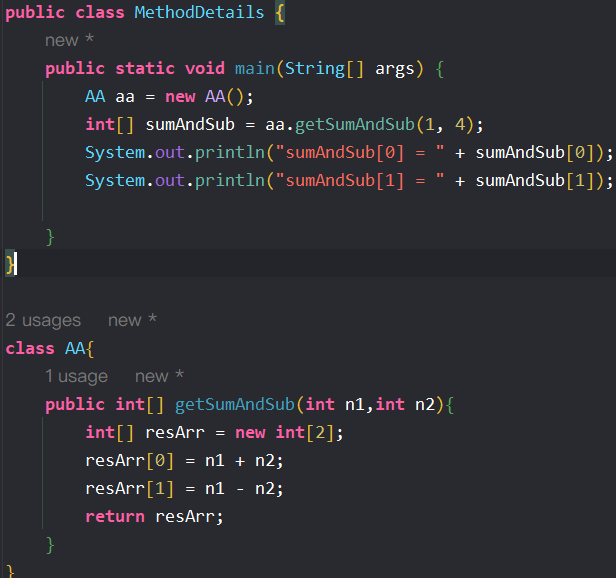 public class MethodDetails {
new *
public static void main(String[] args) {
AA aa = new AA();
int[] sumAndSub = aa.getSumAndSub(1, 4);
System.out.println("sumAndSub[0] = " + sumAndSub[0]);
System.out.println("sumAndSub[1] = " + sumAndSub[1]);
}
}
2 usages new *
class AA{
1 usage new *
public int[] getSumAndSub(int n1,int n2){
int[] resArr = new int[2];
resArr[0] = n1 + n2;
resArr[1] = n1 - n2;
return resArr;
}
}